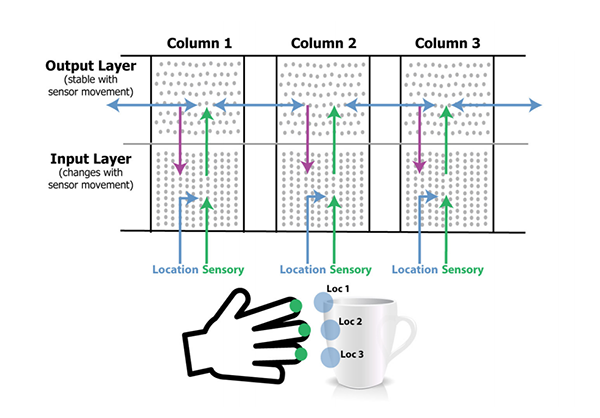 Column 1
Column 2
Column 3
Output Layer
(stable with
sensor movement)
Input Layer
(changes with
sensor movement)
Location Sensory
Location Sensory
Location Sensory
Loc 1
Loc 2
Loc 3